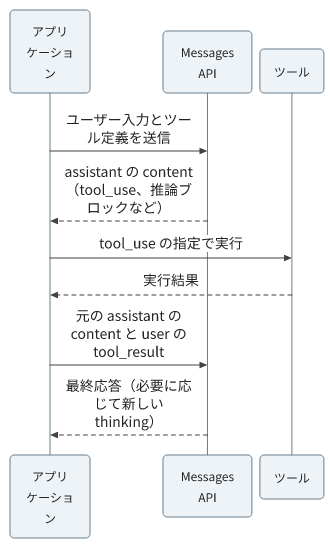 アプリ
ケーショ
ン
Messages
API
ツール
ユーザー入力とツー
ル定義を送信
assistant の content
（tool_use、推論ブ
ロックなど）
tool_use の指定で実行
実行結果
元の assistant の
content と user の
tool_result
最終応答（必要に応
じて新しい
thinking）
アプリ
ケーショ
ン
Messages
API
ツール